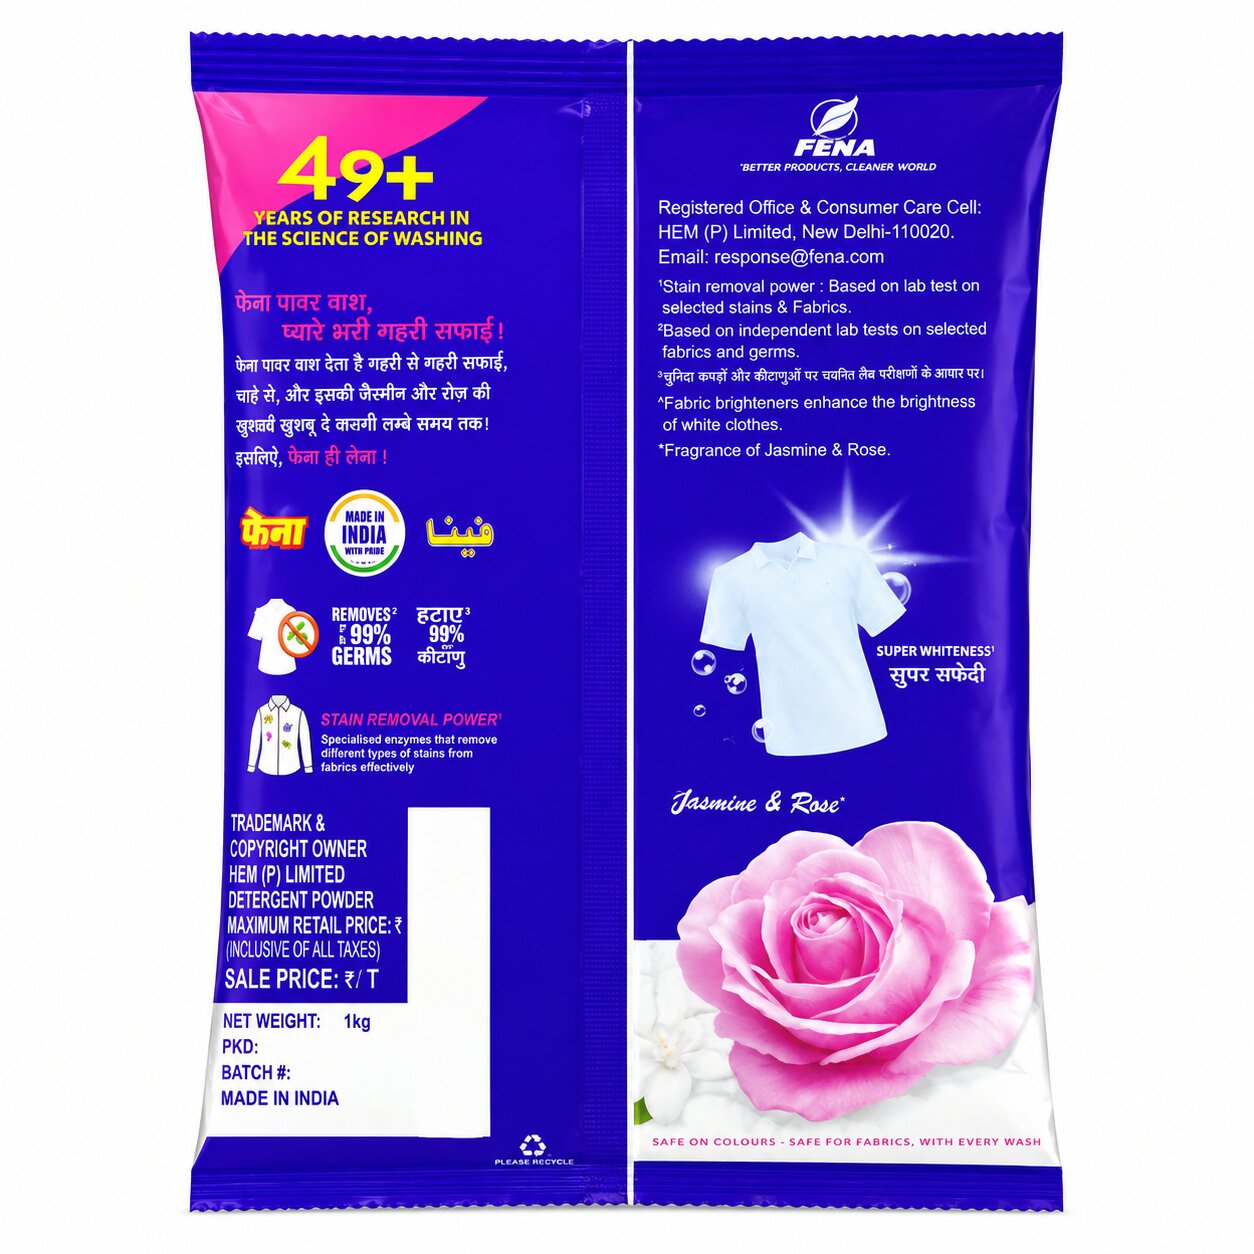 49+
YEARS OF RESEARCH IN
THE SCIENCE OF WASHING
फेना पावर वाश,
प्यारे भरी गहरी सफाई!
फेना पावर वाश देता है गहरी से गहरी सफाई,
चाहे से, और इसकी जैस्मीन और रोज़ की
खुशबू दे लम्बे समय तक!
इसलिऐ, फेना ही लेना !
फेना
MADE IN
INDIA
WITH PRIBE
فينا
REMOVES²
99%
GERMS
हटाए³
99%
कीटाणु
STAIN REMOVAL POWER¹
Specialised enzymes that remove
different types of stains from
fabrics effectively
TRADEMARK &
COPYRIGHT OWNER
HEM (P) LIMITED
DETERGENT POWDER
MAXIMUM RETAIL PRICE: ₹
(INCLUSIVE OF ALL TAXES)
SALE PRICE: ₹/ T
NET WEIGHT: 1kg
PKD:
BATCH #:
MADE IN INDIA
PLEASE RECYCLE
FENA
"BETTER PRODUCTS, CLEANER WORLD
Registered Office & Consumer Care Cell:
HEM (P) Limited, New Delhi-110020.
Email: response@fena.com
¹Stain removal power : Based on lab test on
selected stains & Fabrics.
²Based on independent lab tests on selected
fabrics and germs.
³चुनिदा कपड़ों और कीटाणुओं पर चयनित लैब परीक्षणों के आपार पर।
^Fabric brighteners enhance the brightness
of white clothes.
*Fragrance of Jasmine & Rose.
SUPER WHITENESS¹
सुपर सफेदी
Jasmine & Rose*
SAFE ON COLOURS - SAFE FOR FABRICS, WITH EVERY WASH